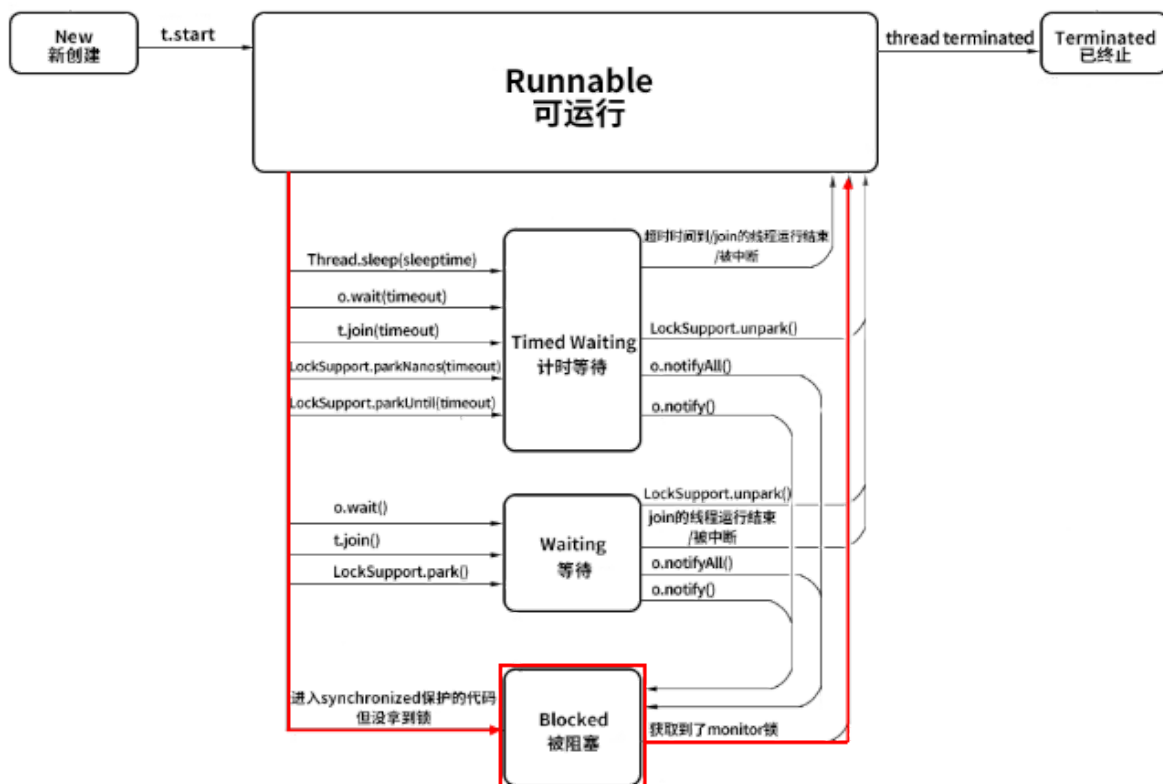 New
新创建
t.start
Runnable
可运行
thread terminated
Terminated
已终止
Thread.sleep(sleeptime)
o.wait(timeout)
t.join(timeout)
LockSupport.parkNanos(timeout)
LockSupport.parkUntil(timeout)
Timed Waiting
计时等待
超时时间到/join的线程运行结束
/被中断
LockSupport.unpark()
o.notifyAll()
o.notify()
o.wait()
t.join()
LockSupport.park()
Waiting
等待
LockSupport.unpark()
join的线程运行结束
/被中断
o.notifyAll()
o.notify()
进入synchronized保护的代码
但没拿到锁
Blocked
被阻塞
获取到了monitor锁